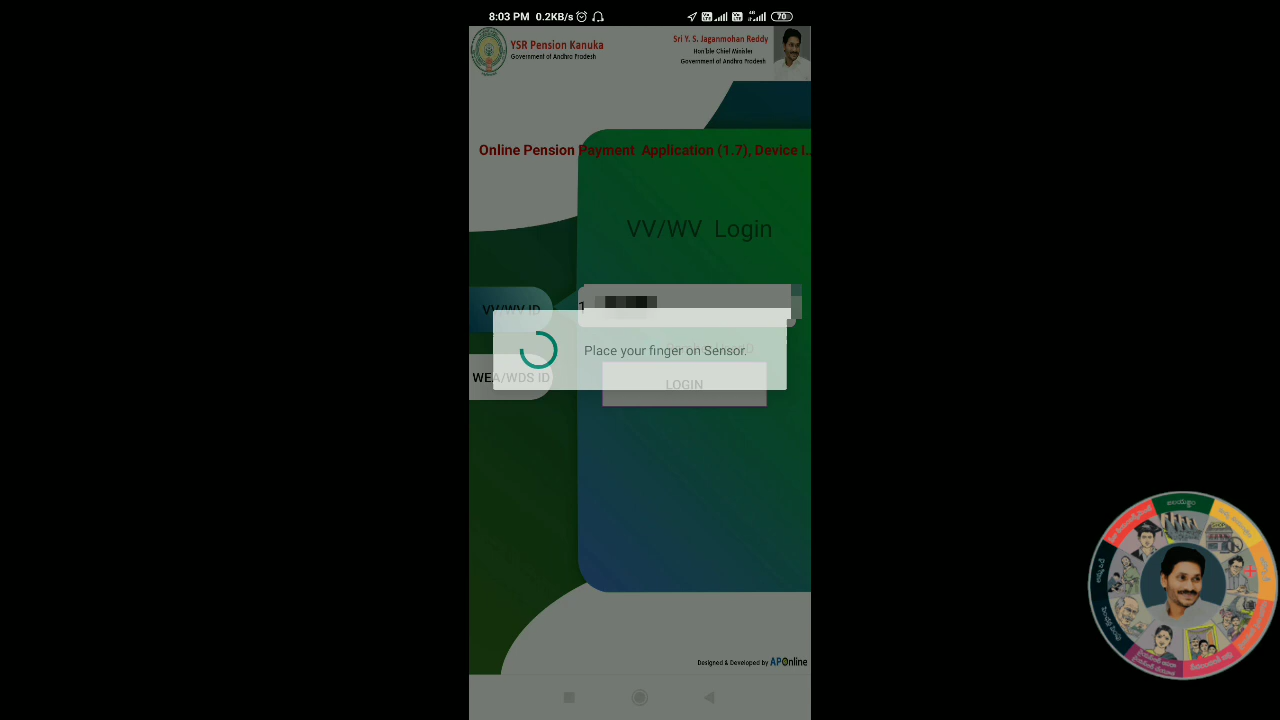 8:03 PM 0.2KB/s
70
YSR Pension Kanuka
Government of Andhra Pradesh
Sri Y. S. Jaganmohan Reddy
Hon'ble Chief Minister
Government of Andhra Pradesh
Online Pension Payment Application (1.7), Device I...
VV/WV Login
VV/WV ID
1
Place your finger on Sensor.
WEA/WDS ID
LOGIN
Designed & Developed by APOnline